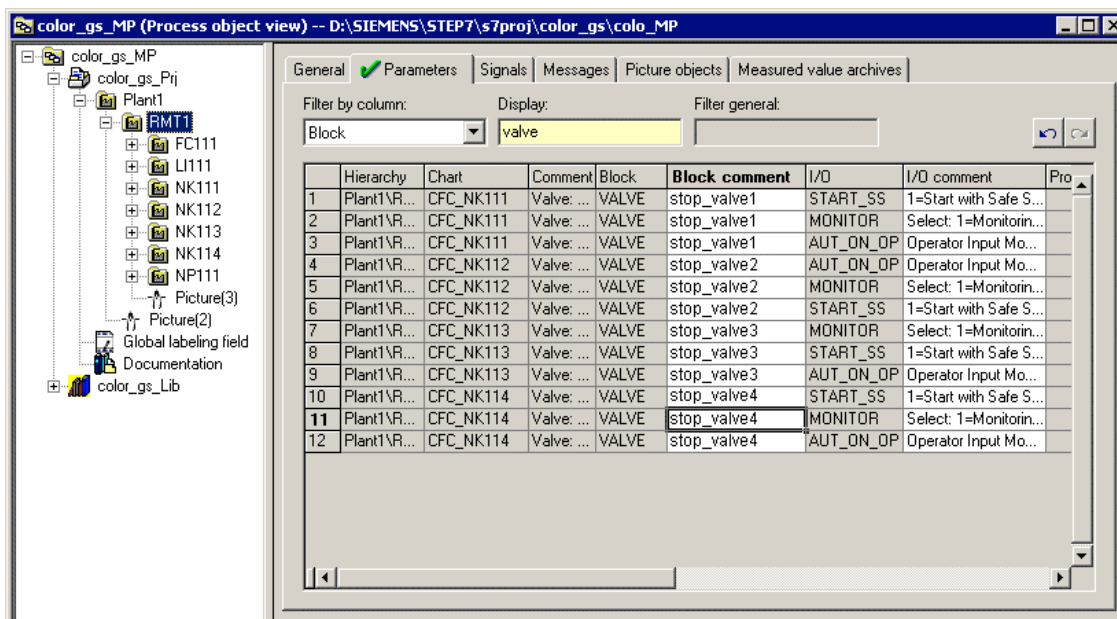 color_gs_MP (Process object view) -- D:\SIEMENS\STEP7\s7proj\color_gs\colo_MP
color_gs_MP
color_gs_Prj
Plant1
RMT1
FC111
LI111
NK111
NK112
NK113
NK114
NP111
Picture(3)
Picture(2)
Global labeling field
Documentation
color_gs_Lib
General Parameters Signals Messages Picture objects Measured value archives
Filter by column: Display: Filter general:
Block valve
Hierarchy Chart Comment Block Block comment I/O I/O comment Pro
1 Plant1\R... CFC_NK111 Valve: ... VALVE stop_valve1 START_SS 1=Start with Safe S...
2 Plant1\R... CFC_NK111 Valve: ... VALVE stop_valve1 MONITOR Select: 1=Monitorin...
3 Plant1\R... CFC_NK111 Valve: ... VALVE stop_valve1 AUT_ON_OP Operator Input Mo...
4 Plant1\R... CFC_NK112 Valve: ... VALVE stop_valve2 AUT_ON_OP Operator Input Mo...
5 Plant1\R... CFC_NK112 Valve: ... VALVE stop_valve2 MONITOR Select: 1=Monitorin...
6 Plant1\R... CFC_NK112 Valve: ... VALVE stop_valve2 START_SS 1=Start with Safe S...
7 Plant1\R... CFC_NK113 Valve: ... VALVE stop_valve3 MONITOR Select: 1=Monitorin...
8 Plant1\R... CFC_NK113 Valve: ... VALVE stop_valve3 START_SS 1=Start with Safe S...
9 Plant1\R... CFC_NK113 Valve: ... VALVE stop_valve3 AUT_ON_OP Operator Input Mo...
10 Plant1\R... CFC_NK114 Valve: ... VALVE stop_valve4 START_SS 1=Start with Safe S...
11 Plant1\R... CFC_NK114 Valve: ... VALVE stop_valve4 MONITOR Select: 1=Monitorin...
12 Plant1\R... CFC_NK114 Valve: ... VALVE stop_valve4 AUT_ON_OP Operator Input Mo...